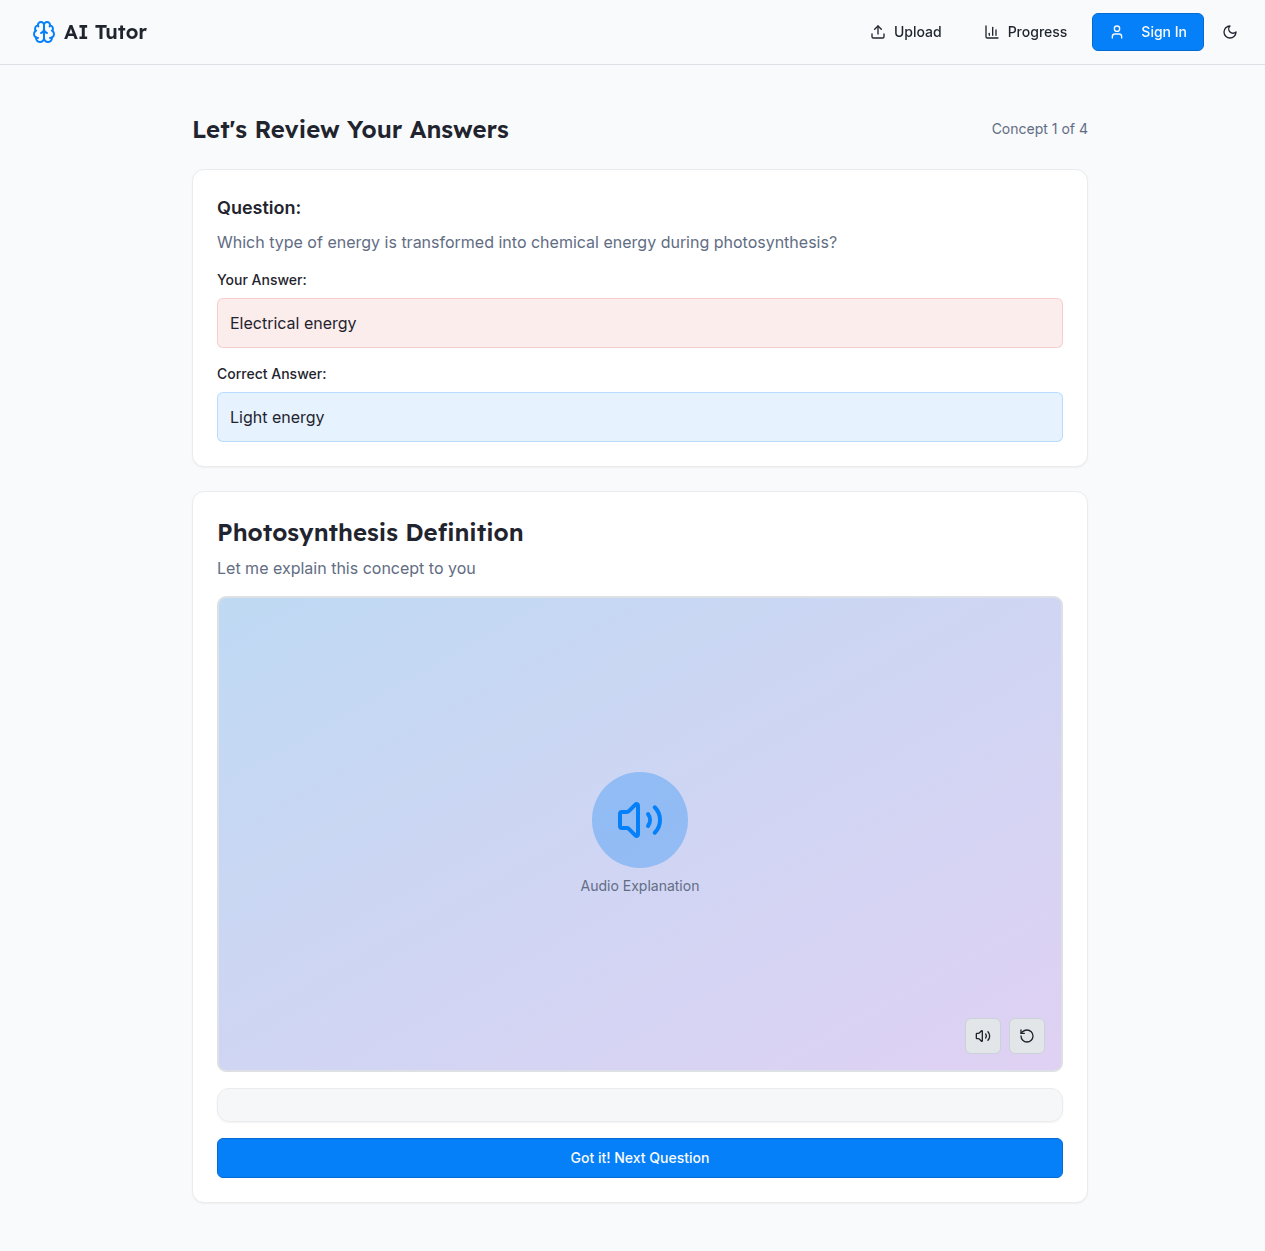 AI Tutor
Upload
Progress
Sign In
Let's Review Your Answers
Concept 1 of 4
Question:
Which type of energy is transformed into chemical energy during photosynthesis?
Your Answer:
Electrical energy
Correct Answer:
Light energy
Photosynthesis Definition
Let me explain this concept to you
Audio Explanation
Got it! Next Question